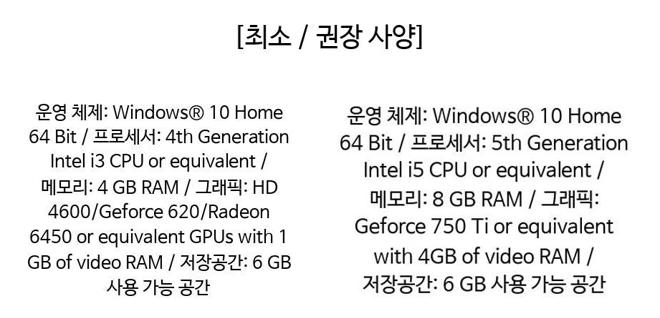 [최소 / 권장 사양]
운영 체제: Windows® 10 Home
64 Bit / 프로세서: 4th Generation
Intel i3 CPU or equivalent /
메모리: 4 GB RAM / 그래픽: HD
4600/Geforce 620/Radeon
6450 or equivalent GPUs with 1
GB of video RAM / 저장공간: 6 GB
사용 가능 공간
운영 체제: Windows® 10 Home
64 Bit / 프로세서: 5th Generation
Intel i5 CPU or equivalent /
메모리: 8 GB RAM / 그래픽:
Geforce 750 Ti or equivalent
with 4GB of video RAM /
저장공간: 6 GB 사용 가능 공간